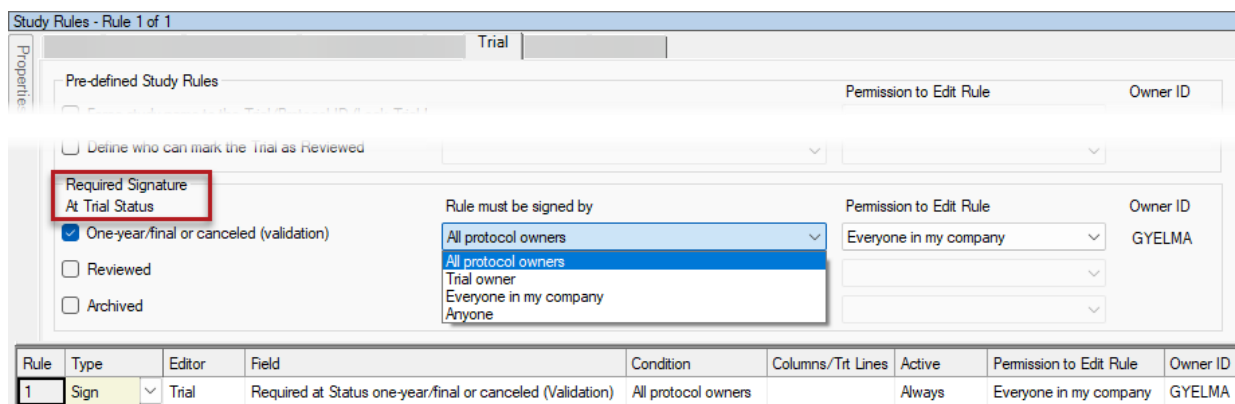 Study Rules - Rule 1 of 1
Properties
Trial
Pre-defined Study Rules
Permission to Edit Rule Owner ID
Define who can mark the Trial as Reviewed
Required Signature
At Trial Status
Rule must be signed by Permission to Edit Rule Owner ID
One-year/final or canceled (validation) All protocol owners Everyone in my company GYELMA
All protocol owners
Reviewed
Trial owner
Everyone in my company
Archived
Anyone
Rule Type Editor Field Condition Columns/Trt Lines Active Permission to Edit Rule Owner ID
1 Sign Trial Required at Status one-year/final or canceled (Validation) All protocol owners Always Everyone in my company GYELMA